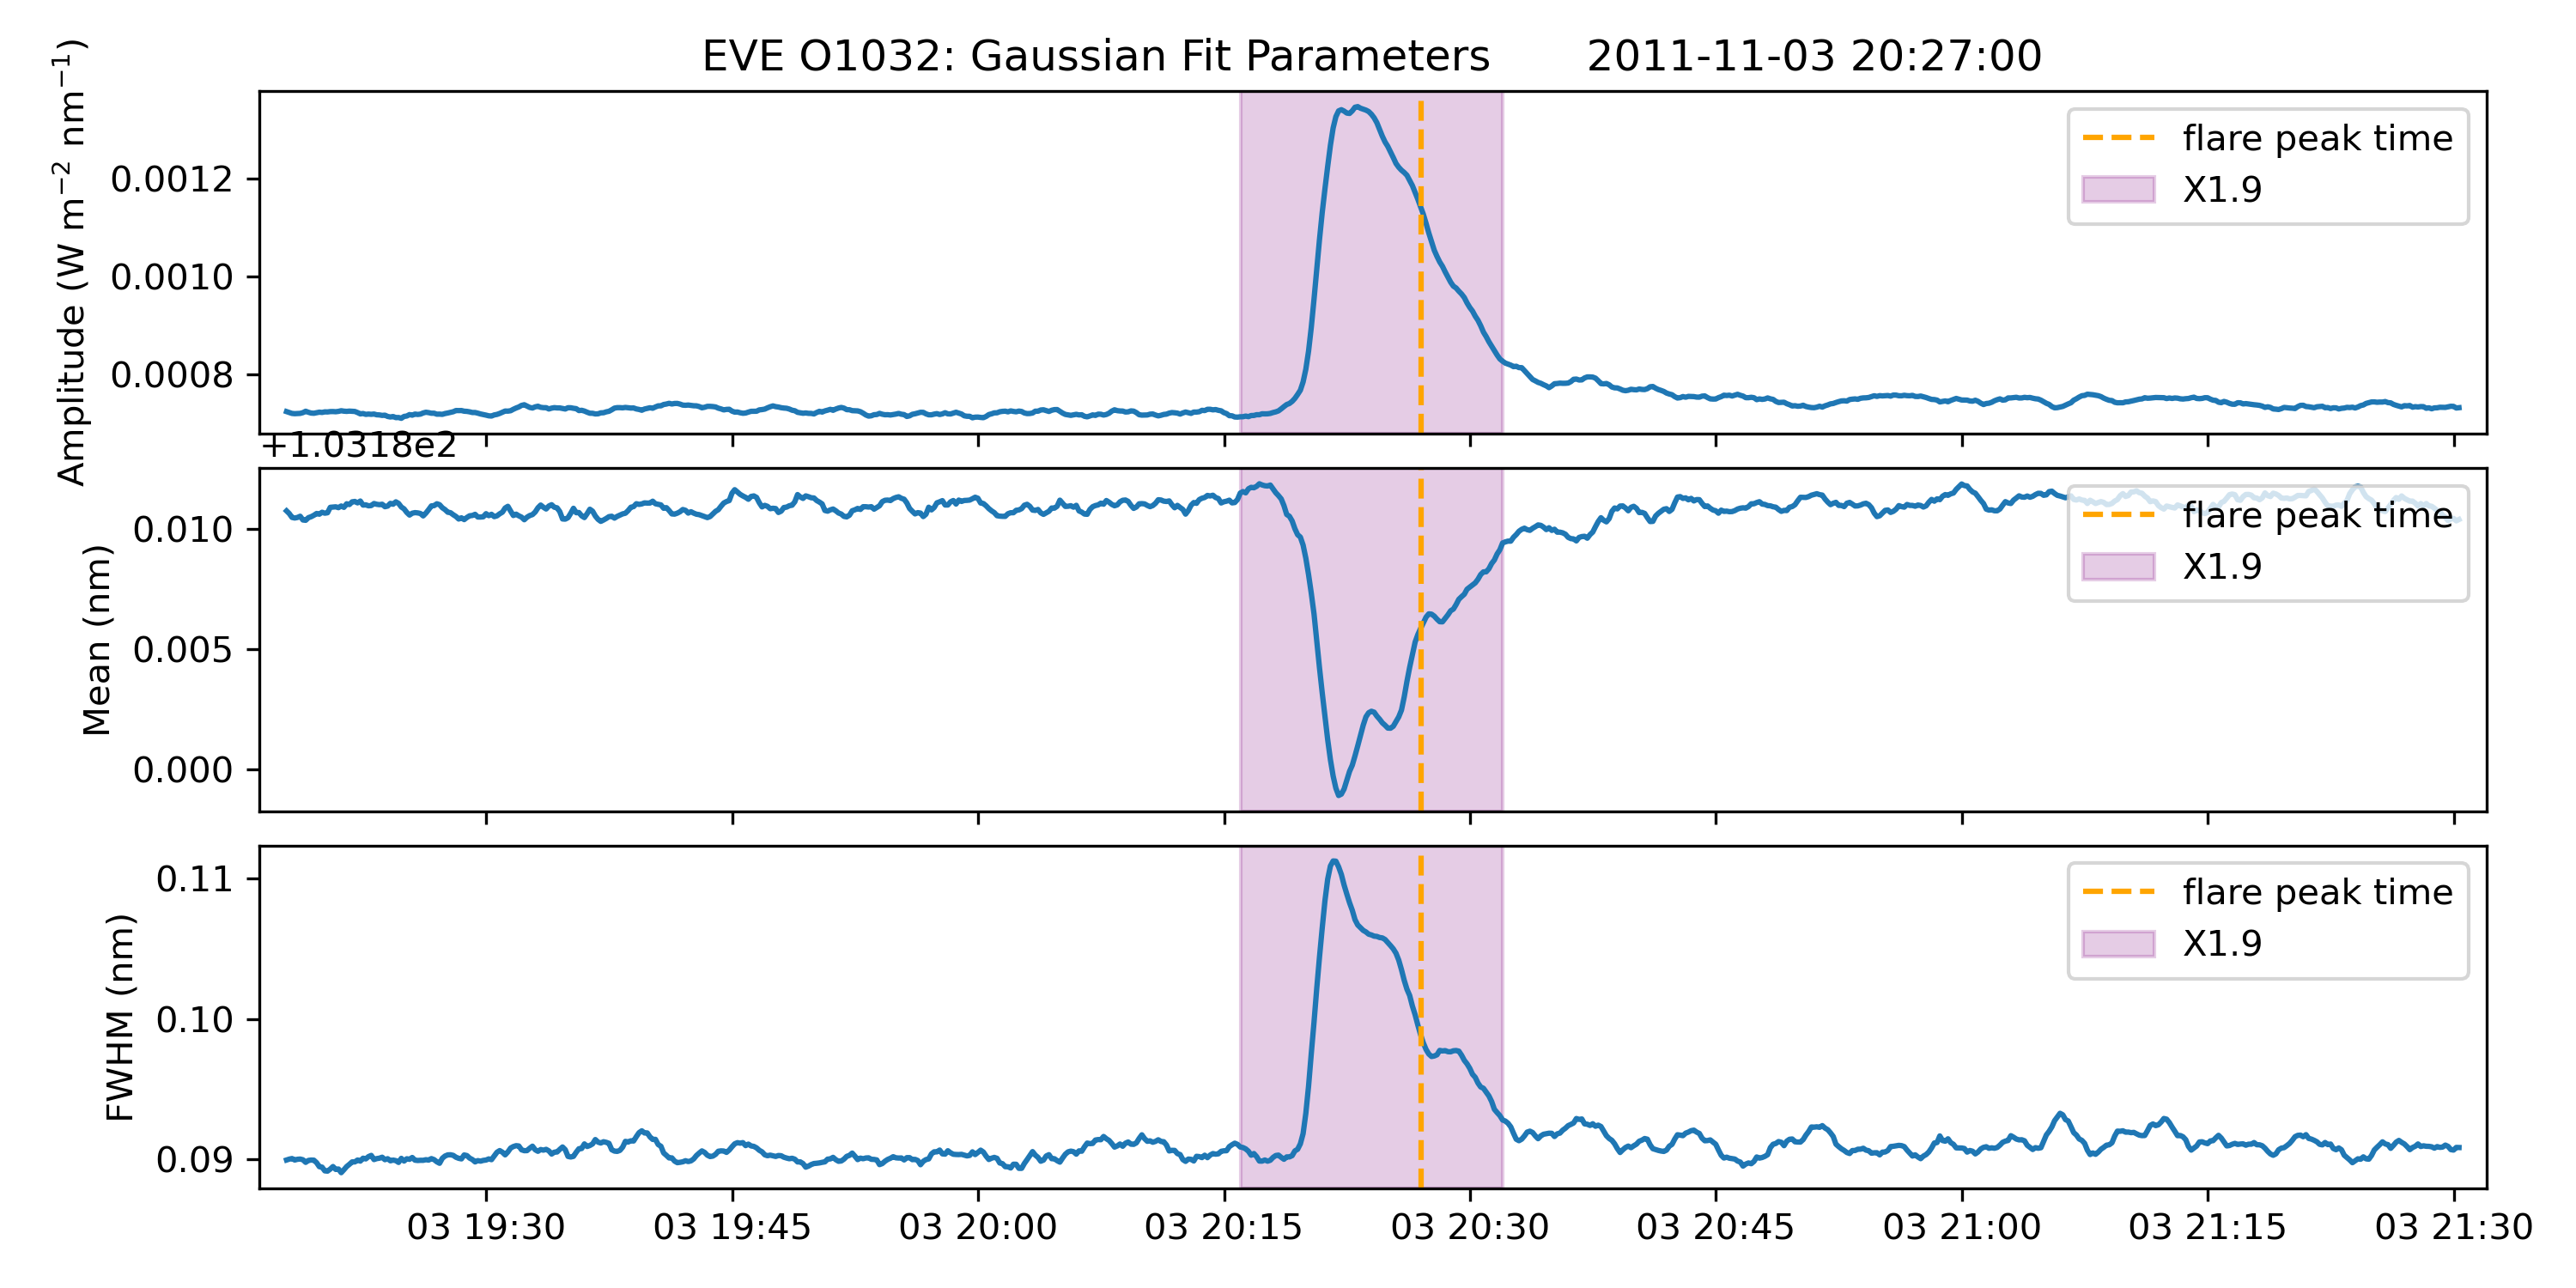 EVE O1032: Gaussian Fit Parameters 2011-11-03 20:27:00
Amplitude (W m⁻² nm⁻¹)
0.0012
0.0010
0.0008
flare peak time
X1.9
+1.0318e2
Mean (nm)
0.010
0.005
0.000
flare peak time
X1.9
FWHM (nm)
0.11
0.10
0.09
flare peak time
X1.9
03 19:30 03 19:45 03 20:00 03 20:15 03 20:30 03 20:45 03 21:00 03 21:15 03 21:30